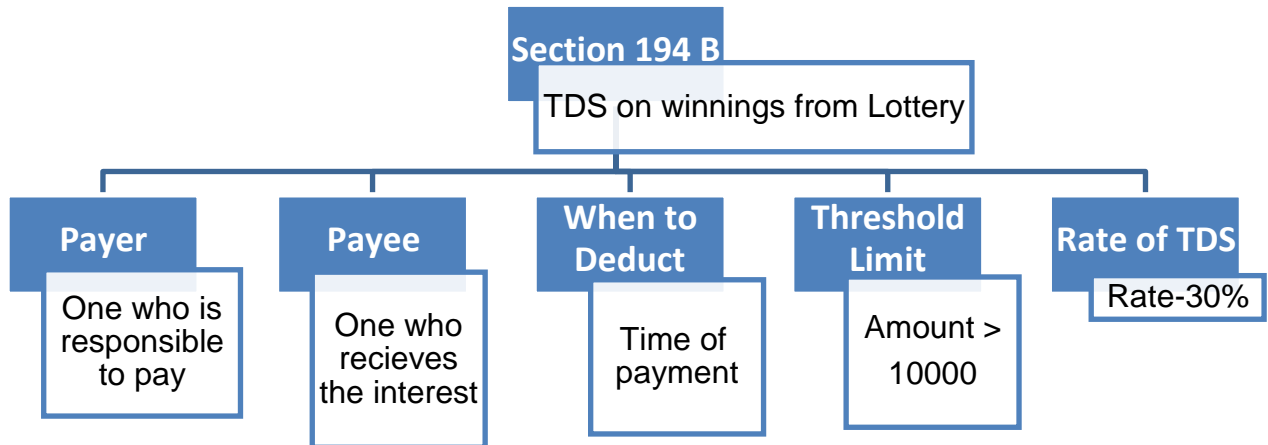 Section 194 B
TDS on winnings from Lottery
Payer
One who is
responsible
to pay
Payee
One who
recieves
the interest
When to
Deduct
Time of
payment
Threshold
Limit
Amount >
10000
Rate of TDS
Rate-30%